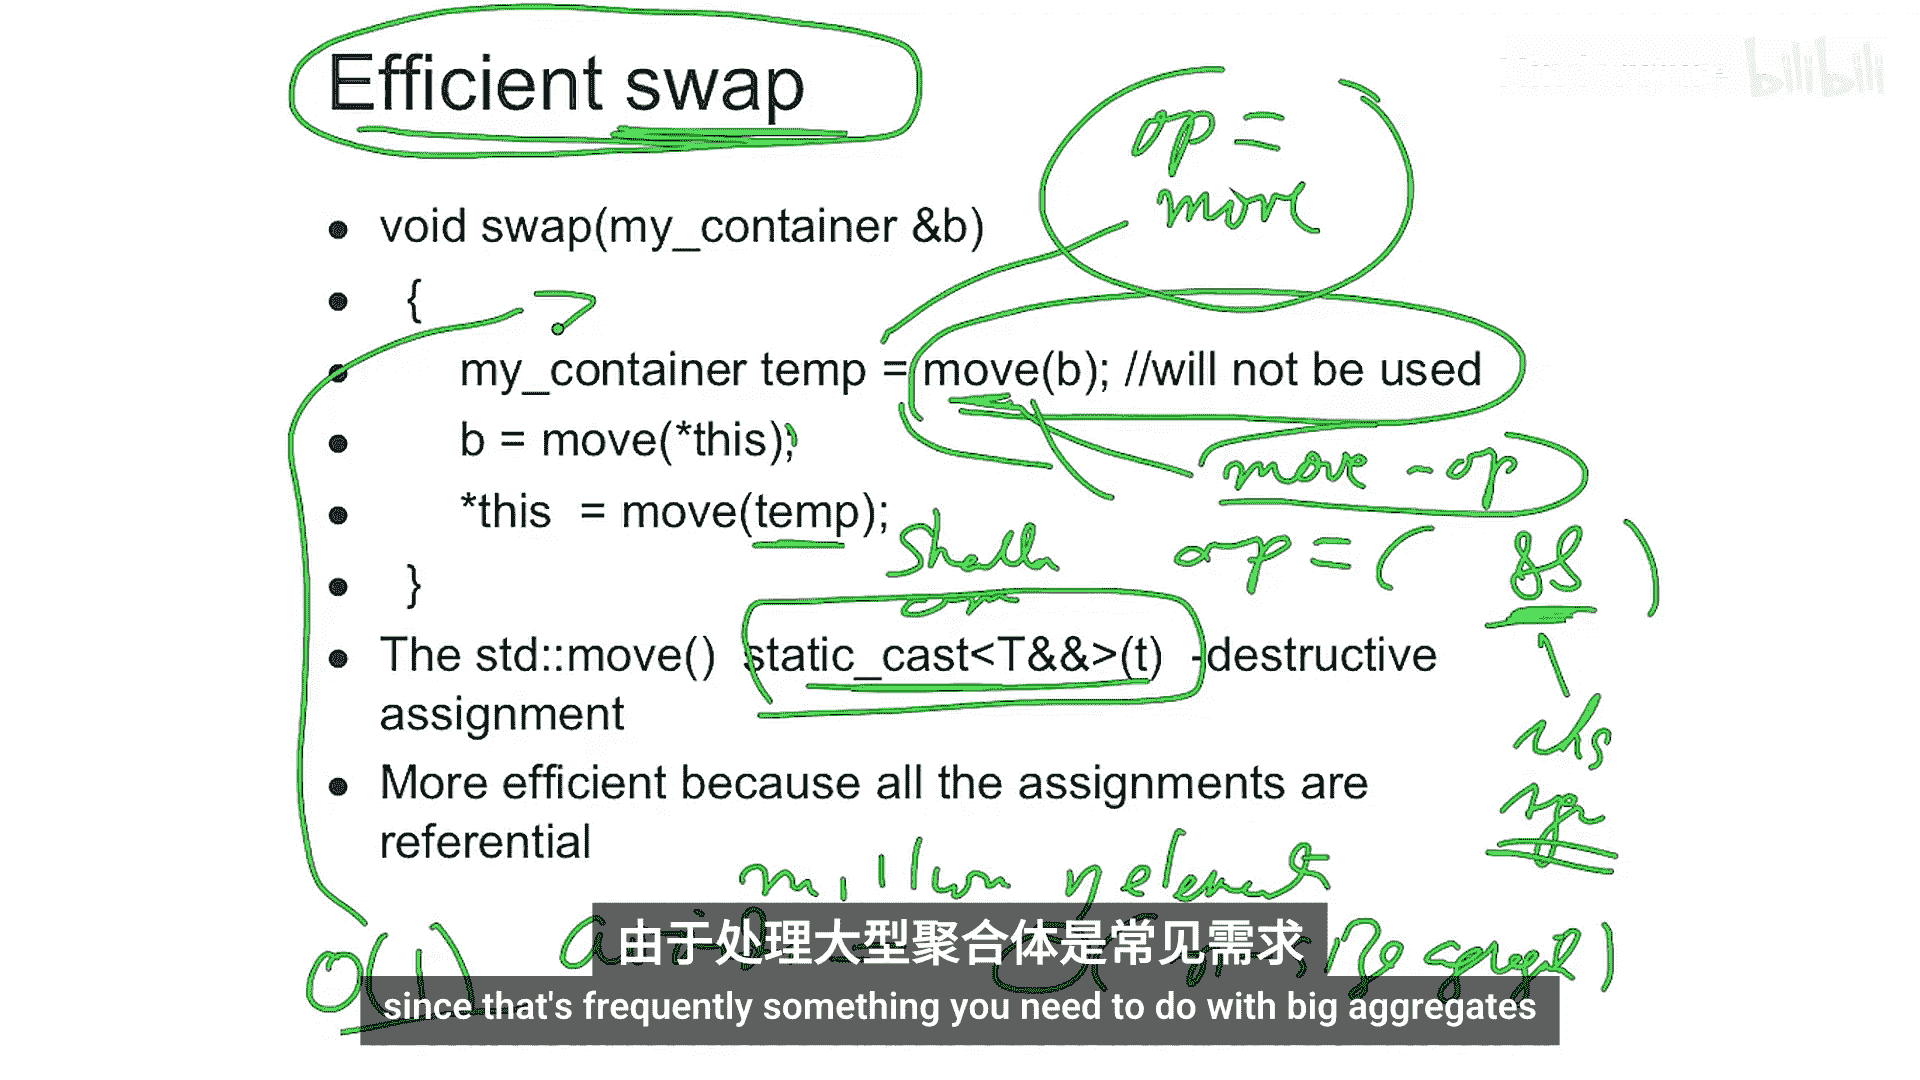 Efficient swap
bilibili
op =
move
void swap(my_container &b)
{
my_container temp = move(b); //will not be used
b = move(*this);
move - op
*this = move(temp);
op = ( && )
}
The std::move() static_cast<T&&>(t) -destructive
assignment
rhs
More efficient because all the assignments are
referential
million element
O(1)
由于处理大型聚合体是常见需求
since that's frequently something you need to do with big aggregates